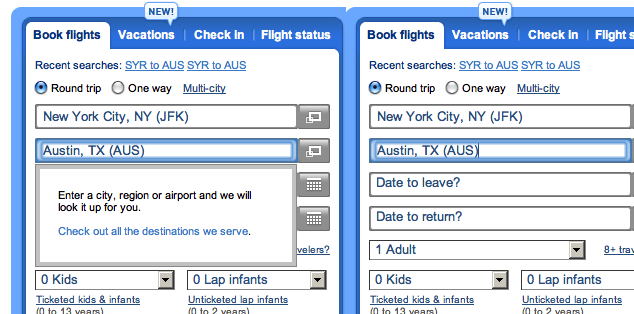 NEW!
Book flights Vacations Check In Flight status
Recent searches: SYR to AUS SYR to AUS
Round trip One way Multi-city
New York City, NY (JFK)
Austin, TX (AUS)
Enter a city, region or airport and we will
look it up for you.
Check out all the destinations we serve.
velers?
0 Kids 0 Lap infants
Ticketed kids & infants Unticketed lap infants
(0 to 13 years) (0 to 2 years)
NEW!
Book flights Vacations Check In Flight status
Recent searches: SYR to AUS SYR to AUS
Round trip One way Multi-city
New York City, NY (JFK)
Austin, TX (AUS)
Date to leave?
Date to return?
1 Adult 8+ trav
0 Kids 0 Lap infants
Ticketed kids & infants Unticketed lap infants
(0 to 13 years) (0 to 2 years)